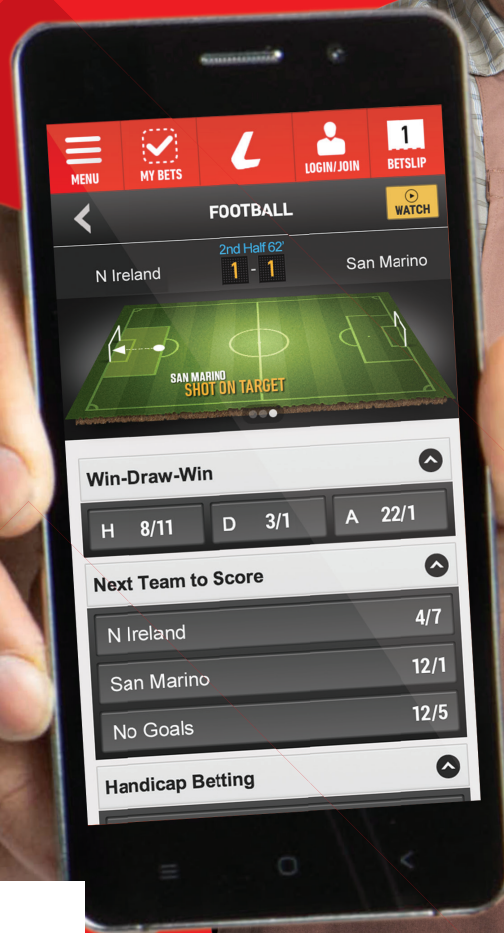 MENU
MY BETS
L
LOGIN/JOIN
1
BETSLIP
FOOTBALL
WATCH
2nd Half 62'
N Ireland
1 - 1
San Marino
SAN MARINO
SHOT ON TARGET
Win-Draw-Win
H 8/11
D 3/1
A 22/1
Next Team to Score
N Ireland 4/7
San Marino 12/1
No Goals 12/5
Handicap Betting